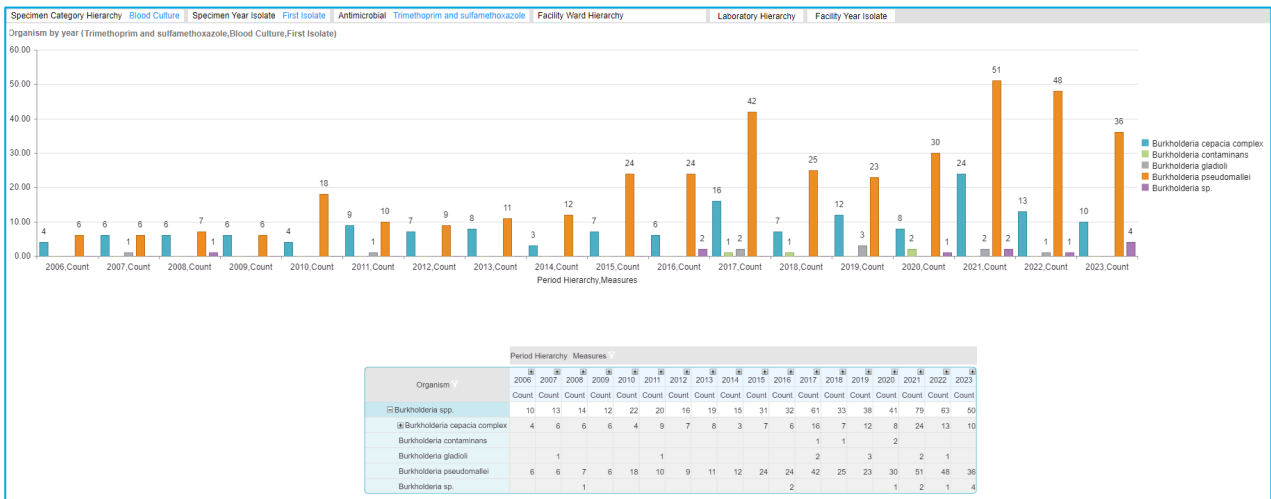 Specimen Category Hierarchy Blood Culture Specimen Year Isolate First Isolate Antimicrobial Trimethoprim and sulfamethoxazole Facility Ward Hierarchy Laboratory Hierarchy Facility Year Isolate
Organism by year (Trimethoprim and sulfamethoxazole,Blood Culture,First Isolate)
60.00
50.00
40.00
30.00
20.00
10.00
0.00
4 6
6 1 6
6 7 1
6 6
4 18
9 1 10
7 9
8 11
3 12
7 24
6 24 2
16 1 2 42
7 1 25
12 3 23
8 2 30 1
24 2 51 2
13 1 48 1
10 36 4
2006,Count 2007,Count 2008,Count 2009,Count 2010,Count 2011,Count 2012,Count 2013,Count 2014,Count 2015,Count 2016,Count 2017,Count 2018,Count 2019,Count 2020,Count 2021,Count 2022,Count 2023,Count
Period Hierarchy,Measures
Burkholderia cepacia complex
Burkholderia contaminans
Burkholderia gladioli
Burkholderia pseudomallei
Burkholderia sp.
Period Hierarchy Measures
Organism 2006 2007 2008 2009 2010 2011 2012 2013 2014 2015 2016 2017 2018 2019 2020 2021 2022 2023
Count Count Count Count Count Count Count Count Count Count Count Count Count Count Count Count Count Count
Burkholderia spp. 10 13 14 12 22 20 16 19 15 31 32 61 33 38 41 79 63 50
Burkholderia cepacia complex 4 6 6 6 4 9 7 8 3 7 6 16 7 12 8 24 13 10
Burkholderia contaminans 1 1 2
Burkholderia gladioli 1 1 2 3 2 1
Burkholderia pseudomallei 6 6 7 6 18 10 9 11 12 24 24 42 25 23 30 51 48 36
Burkholderia sp. 1 2 1 2 1 4